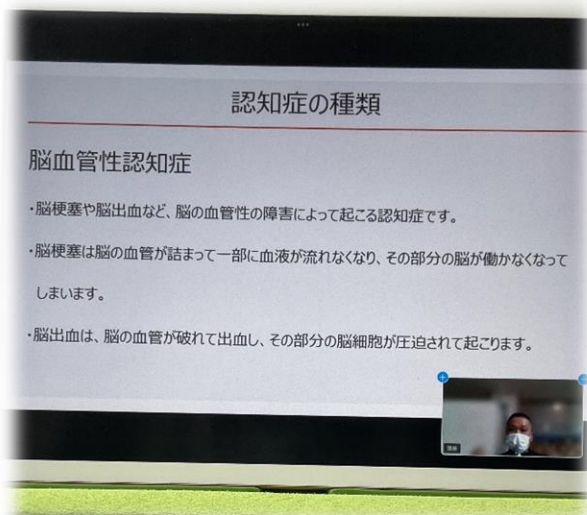 認知症の種類
脳血管性認知症
・脳梗塞や脳出血など、脳の血管性の障害によって起こる認知症です。
・脳梗塞は脳の血管が詰まって一部に血液が流れなくなり、その部分の脳が働かなくなって
しまいます。
・脳出血は、脳の血管が破れて出血し、その部分の脳細胞が圧迫されて起こります。